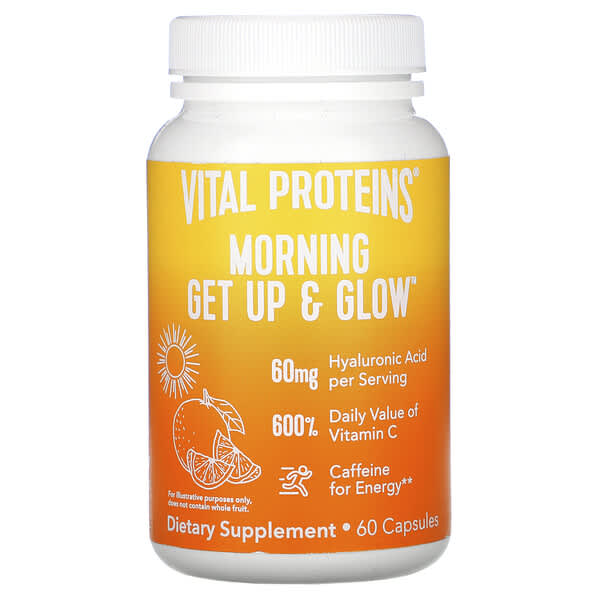 VITAL PROTEINS®
MORNING
GET UP & GLOW™
60mg Hyaluronic Acid
per Serving
600% Daily Value of
Vitamin C
Caffeine
for Energy**
For illustrative purposes only,
does not contain whole fruit.
Dietary Supplement • 60 Capsules